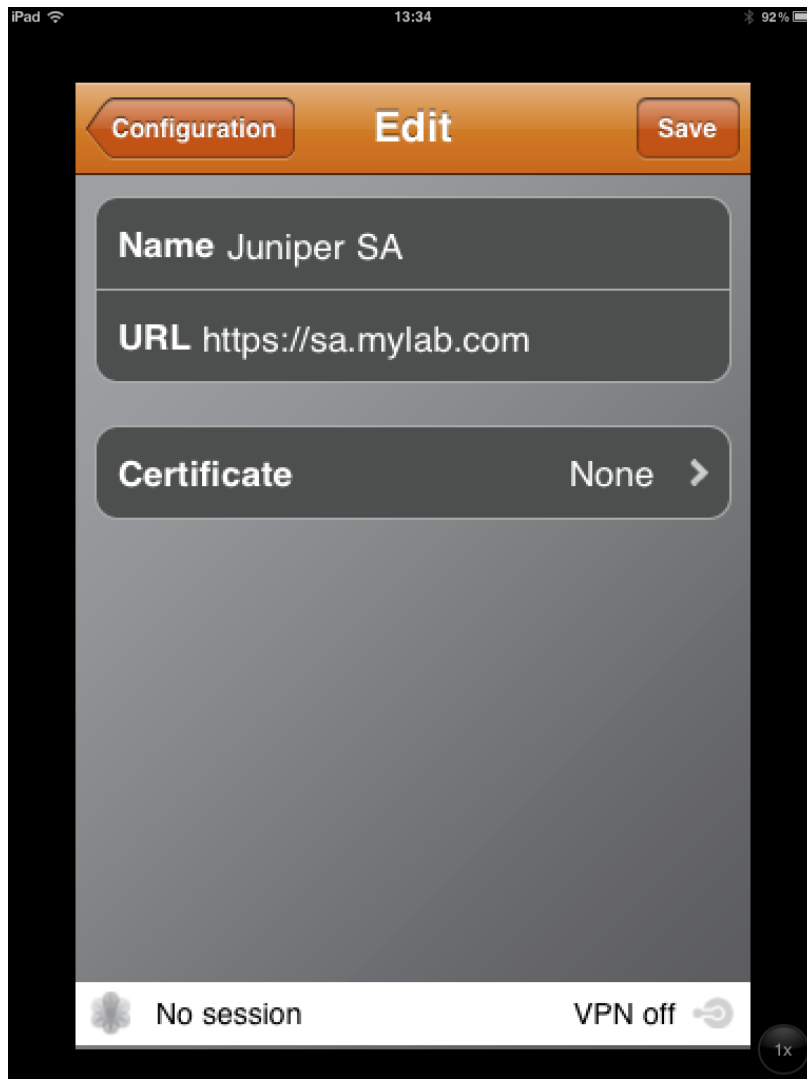 iPad 13:34 92%
Configuration Edit Save
Name Juniper SA
URL https://sa.mylab.com
Certificate None
No session VPN off
1x